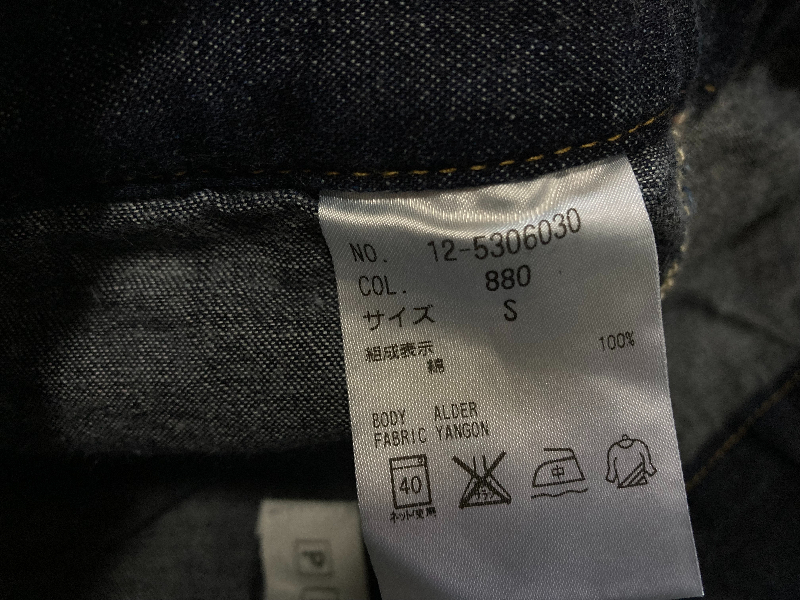 NO. 12-5306030
COL. 880
サイズ S
組成表示
綿 100%
BODY ALDER
FABRIC YANGON
40 中
ネット使用
P